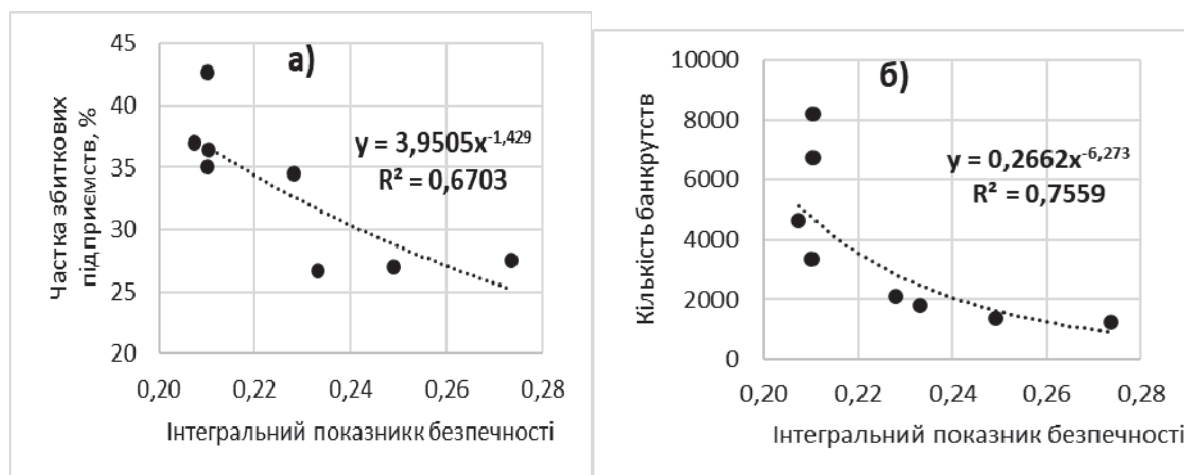 Частка збиткових
підприємств, %
45
40
35
30
25
20
а)
y = 3,9505x^-1,429
R² = 0,6703
0,20 0,22 0,24 0,26 0,28
Інтегральний показникк безпечності
Кількість банкрутств
10000
8000
6000
4000
2000
0
б)
y = 0,2662x^-6,273
R² = 0,7559
0,20 0,22 0,24 0,26 0,28
Інтегральний показник безпечності